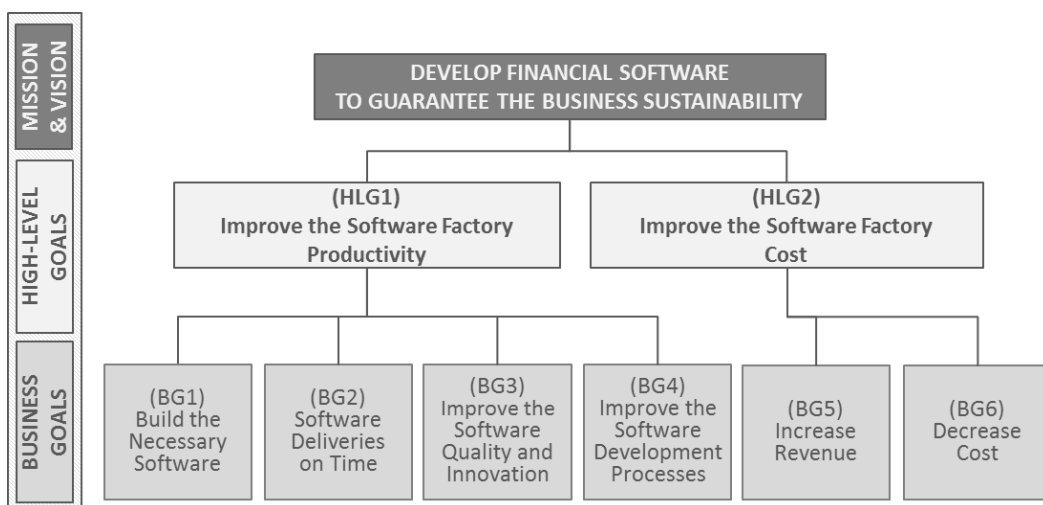 MISSION
& VISION
HIGH-LEVEL
GOALS
BUSINESS
GOALS
DEVELOP FINANCIAL SOFTWARE
TO GUARANTEE THE BUSINESS SUSTAINABILITY
(HLG1)
Improve the Software Factory
Productivity
(HLG2)
Improve the Software Factory
Cost
(BG1)
Build the
Necessary
Software
(BG2)
Software
Deliveries
on Time
(BG3)
Improve the
Software
Quality and
Innovation
(BG4)
Improve the
Software
Development
Processes
(BG5)
Increase
Revenue
(BG6)
Decrease
Cost